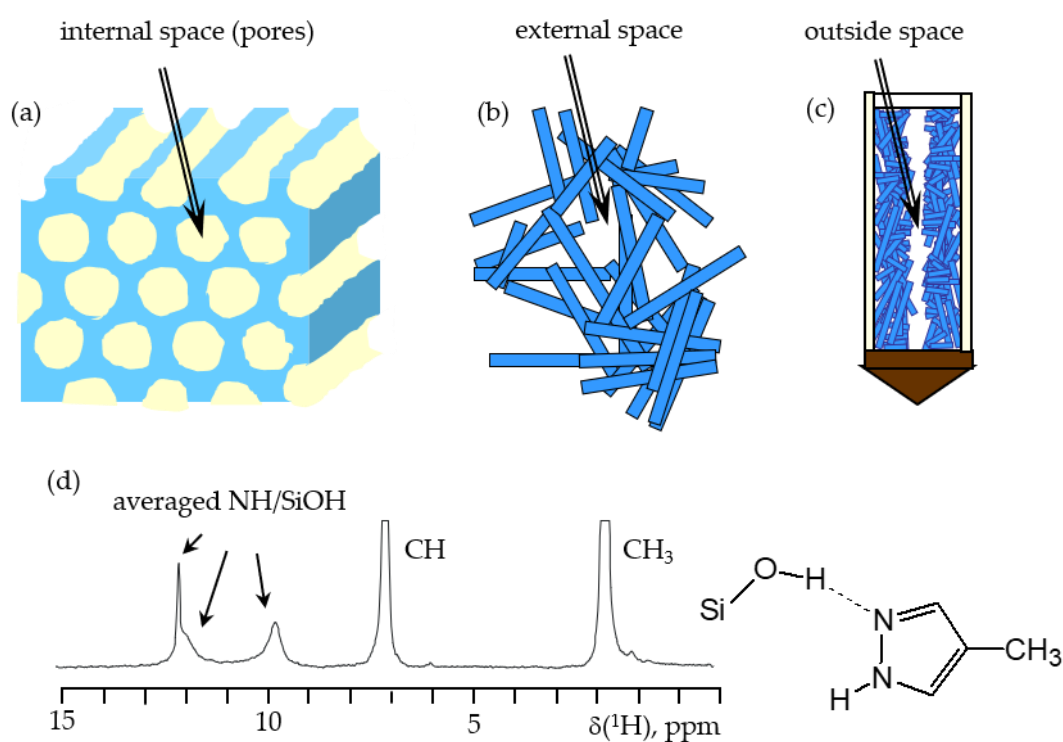 internal space (pores)
external space
outside space
(a)
(b)
(c)
(d)
averaged NH/SiOH
CH
CH₃
15
10
5
δ(¹H), ppm
O
H
Si
N
N
H
CH₃